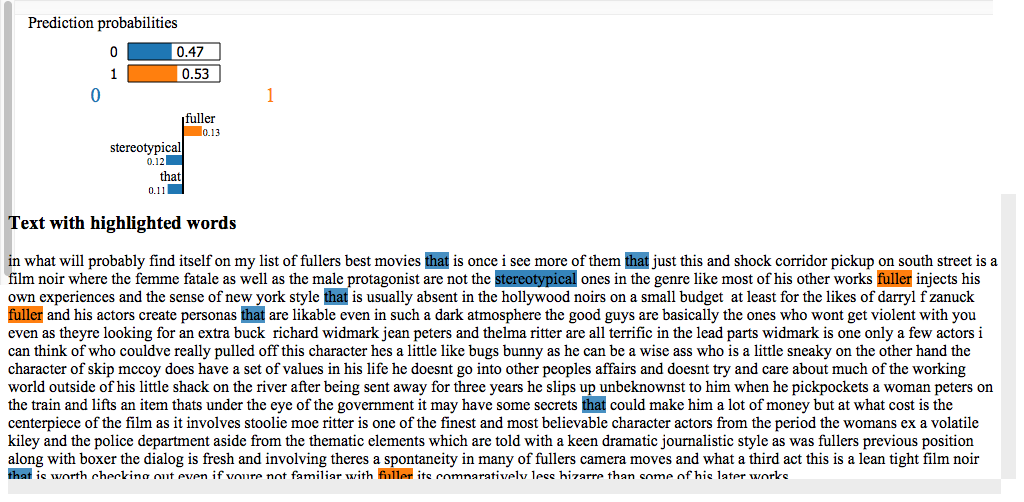 Prediction probabilities
0 0.47
1 0.53
0 1
fuller
0.13
stereotypical
0.12
that
0.11
Text with highlighted words
in what will probably find itself on my list of fullers best movies that is once i see more of them that just this and shock corridor pickup on south street is a
film noir where the femme fatale as well as the male protagonist are not the stereotypical ones in the genre like most of his other works fuller injects his
own experiences and the sense of new york style that is usually absent in the hollywood noirs on a small budget at least for the likes of darryl f zanuck
fuller and his actors create personas that are likable even in such a dark atmosphere the good guys are basically the ones who wont get violent with you
even as theyre looking for an extra buck richard widmark jean peters and thelma ritter are all terrific in the lead parts widmark is one only a few actors i
can think of who couldve really pulled off this character hes a little like bugs bunny as he can be a wise ass who is a little sneaky on the other hand the
character of skip mccoy does have a set of values in his life he doesnt go into other peoples affairs and doesnt try and care about much of the working
world outside of his little shack on the river after being sent away for three years he slips up unbeknownst to him when he pickpockets a woman peters on
the train and lifts an item thats under the eye of the government it may have some secrets that could make him a lot of money but at what cost is the
centerpiece of the film as it involves stoolie moe ritter is one of the finest and most believable character actors from the period the womans ex a volatile
kiley and the police department aside from the thematic elements which are told with a keen dramatic journalistic style as was fullers previous position
along with boxer the dialog is fresh and involving theres a spontaneity in many of fullers camera moves and what a third act this is a lean tight film noir
that is worth checking out even if youre not familiar with fuller its comparatively less bizarre than some of his later works